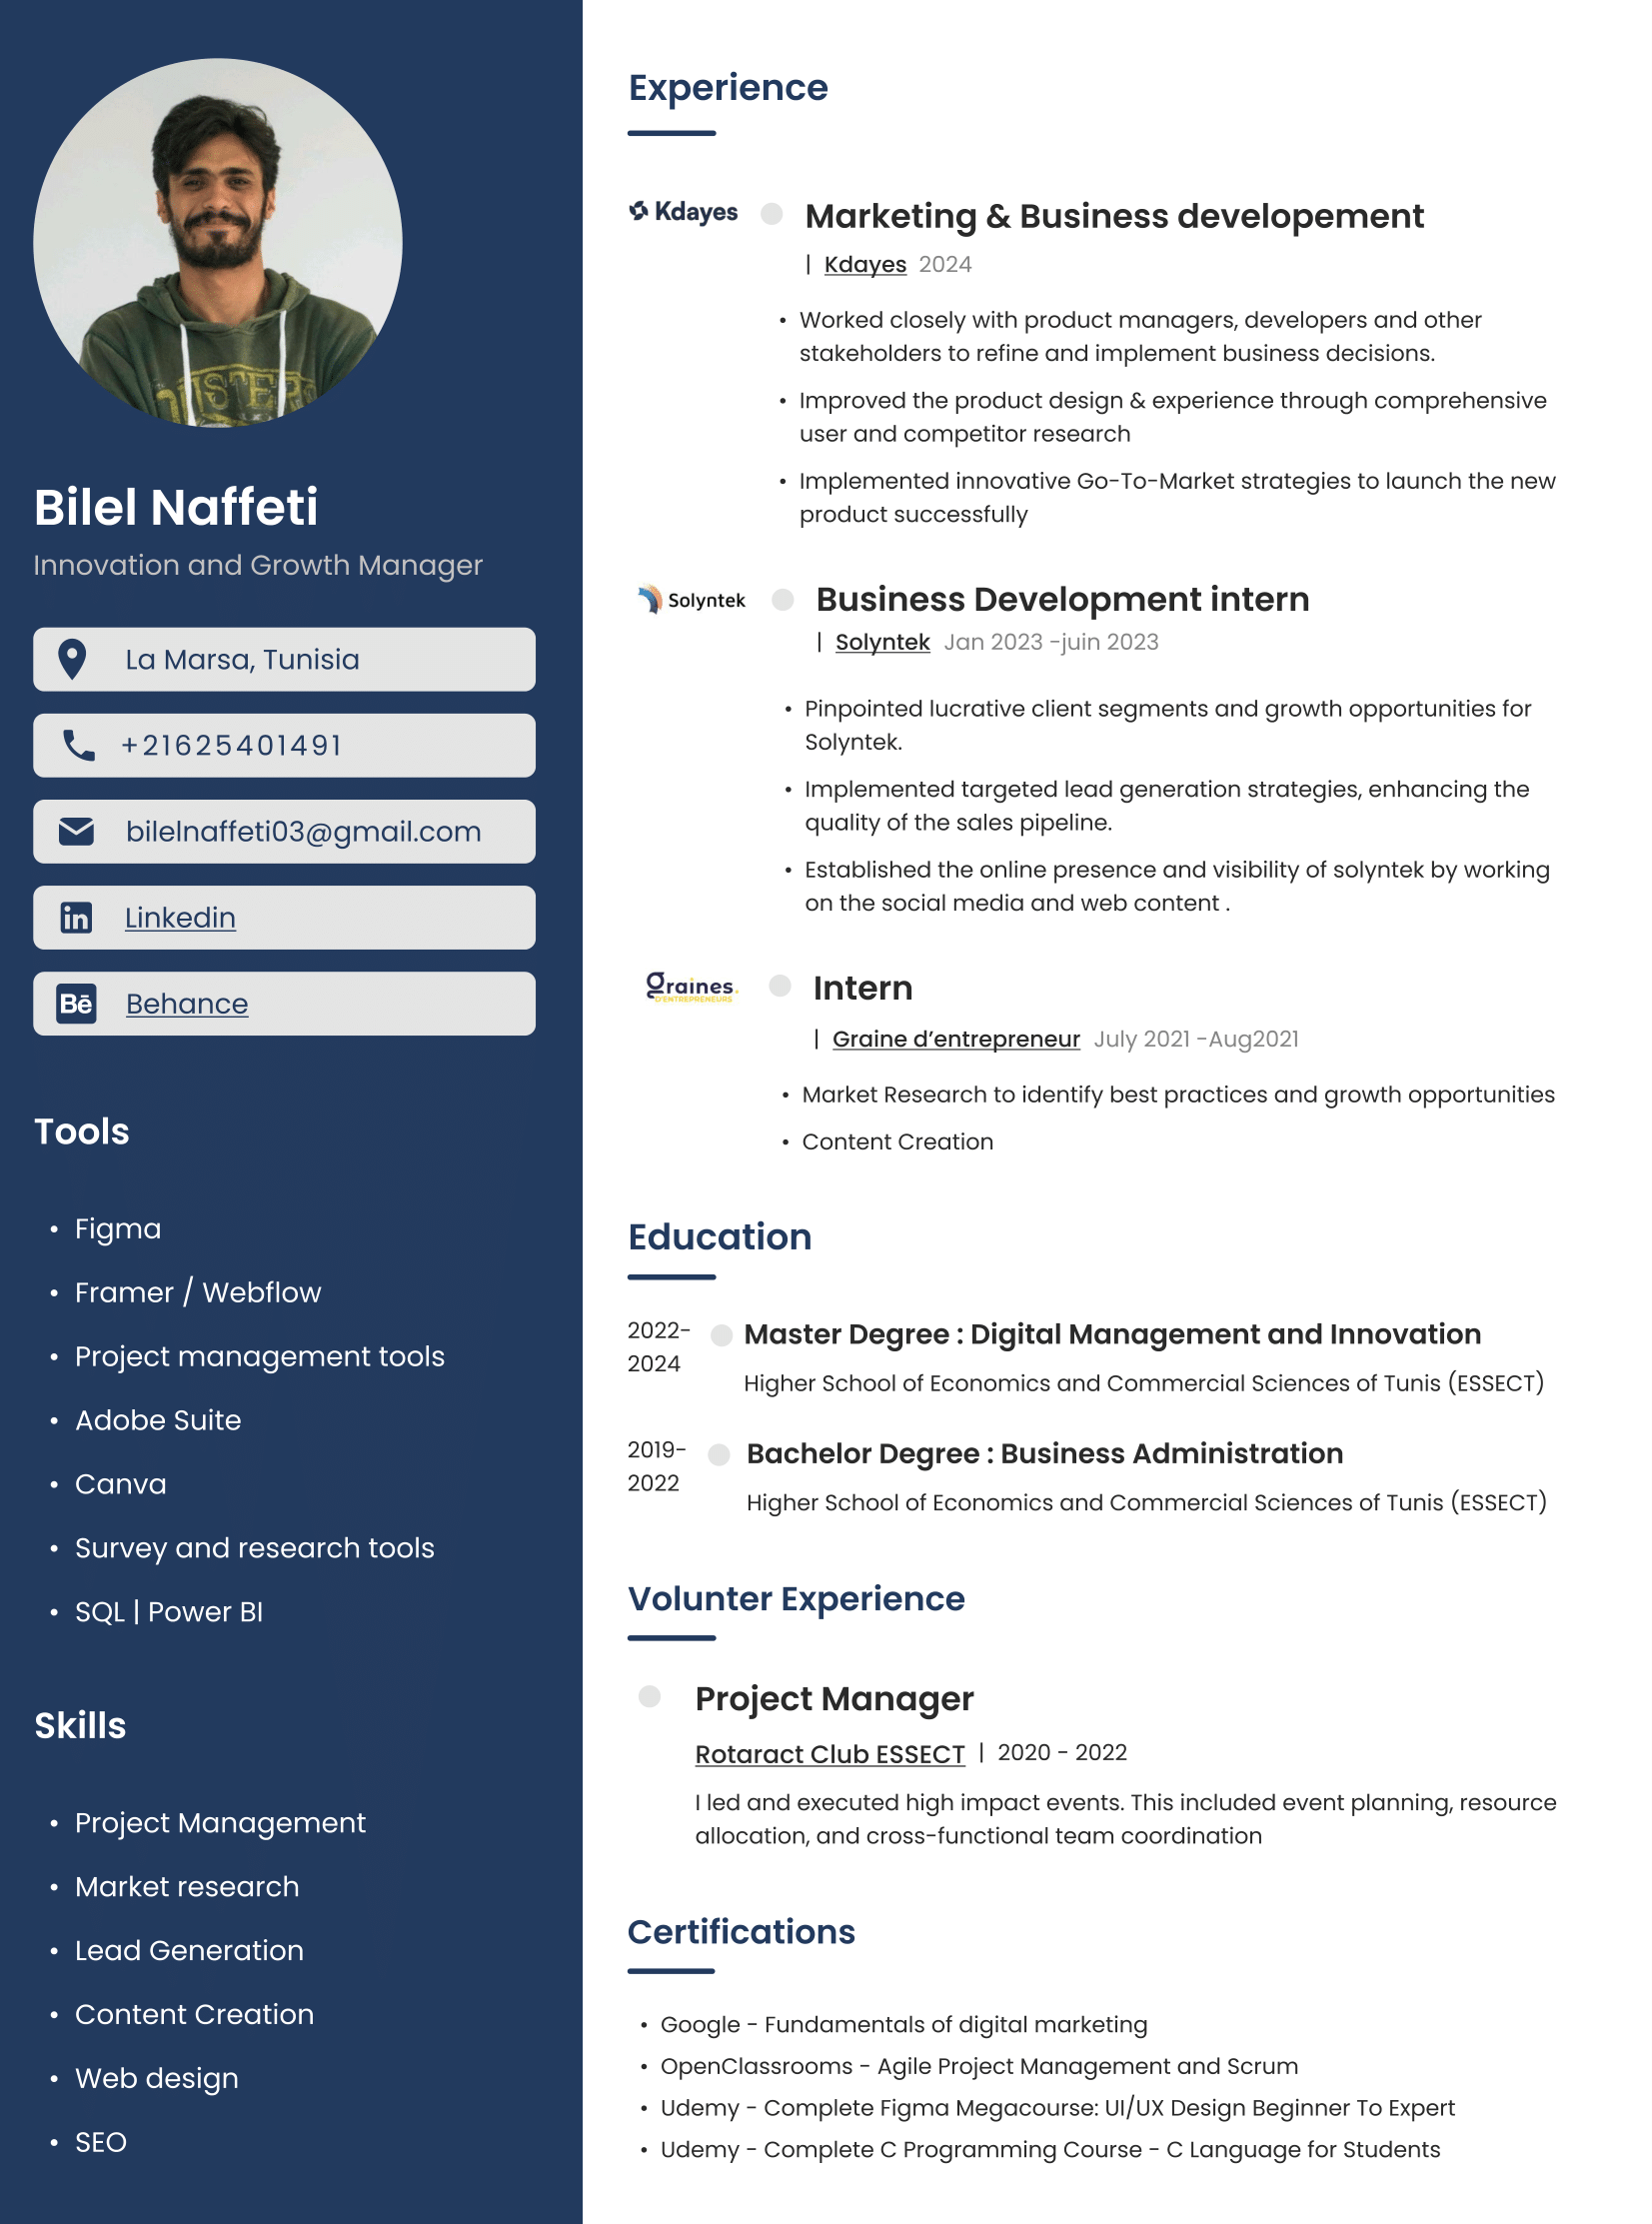 Bilel Naffeti
Innovation and Growth Manager
La Marsa, Tunisia
+21625401491
bilelnaffeti03@gmail.com
in
Linkedin
Bē
Behance
Tools
• Figma
• Framer / Webflow
• Project management tools
• Adobe Suite
• Canva
• Survey and research tools
• SQL | Power BI
Skills
• Project Management
• Market research
• Lead Generation
• Content Creation
• Web design
• SEO
Experience
Kdayes
Marketing & Business developement
| Kdayes 2024
• Worked closely with product managers, developers and other
stakeholders to refine and implement business decisions.
• Improved the product design & experience through comprehensive
user and competitor research
• Implemented innovative Go-To-Market strategies to launch the new
product successfully
Solyntek
Business Development intern
| Solyntek Jan 2023 -juin 2023
• Pinpointed lucrative client segments and growth opportunities for
Solyntek.
• Implemented targeted lead generation strategies, enhancing the
quality of the sales pipeline.
• Established the online presence and visibility of solyntek by working
on the social media and web content .
graines.
D'ENTREPRENEURS
Intern
| Graine d’entrepreneur July 2021 -Aug2021
• Market Research to identify best practices and growth opportunities
• Content Creation
Education
2022-
2024
Master Degree : Digital Management and Innovation
Higher School of Economics and Commercial Sciences of Tunis (ESSECT)
2019-
2022
Bachelor Degree : Business Administration
Higher School of Economics and Commercial Sciences of Tunis (ESSECT)
Volunter Experience
Project Manager
Rotaract Club ESSECT | 2020 - 2022
I led and executed high impact events. This included event planning, resource
allocation, and cross-functional team coordination
Certifications
• Google - Fundamentals of digital marketing
• OpenClassrooms - Agile Project Management and Scrum
• Udemy - Complete Figma Megacourse: UI/UX Design Beginner To Expert
• Udemy - Complete C Programming Course - C Language for Students